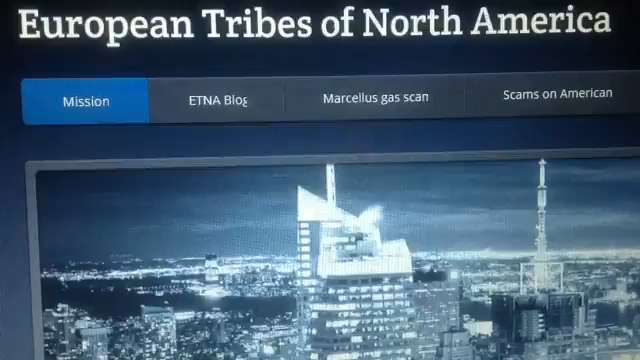 European Tribes of North America
Mission
ETNA Blog
Marcellus gas scan
Scams on American